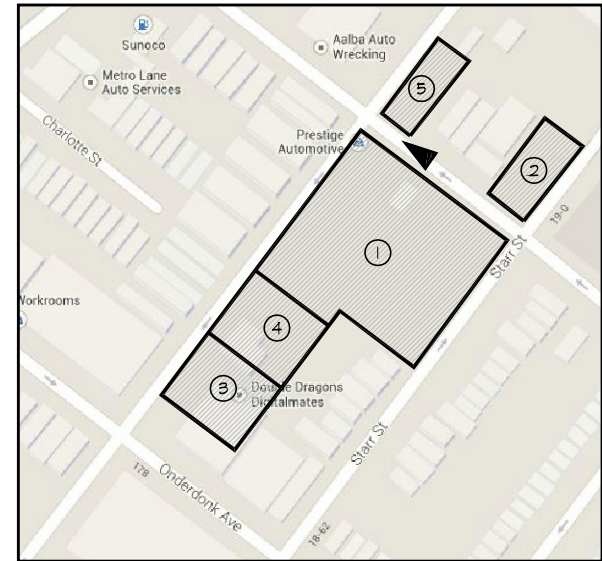 Sunoco
Aalba Auto
Wrecking
Metro Lane
Auto Services
5
Charlotte St
Prestige
Automotive
2
19-0
1
Starr St
Workrooms
4
3
Double Dragons
Digitalmates
Starr St
178
Onderdonk Ave
18-62